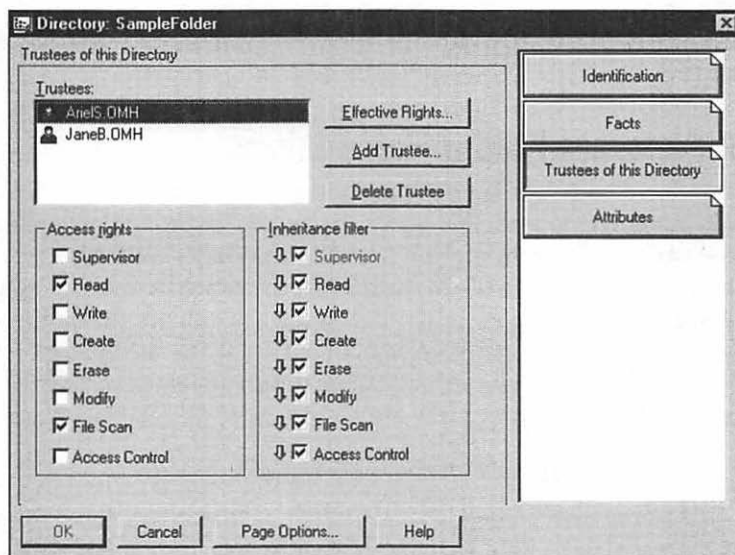 Directory: SampleFolder
Trustees of this Directory
Trustees:
ArielS.OMH
JaneB.OMH
Effective Rights...
Add Trustee...
Delete Trustee
Access rights
Supervisor
Read
Write
Create
Erase
Modify
File Scan
Access Control
Inheritance filter
Supervisor
Read
Write
Create
Erase
Modify
File Scan
Access Control
Identification
Facts
Trustees of this Directory
Attributes
OK
Cancel
Page Options...
Help